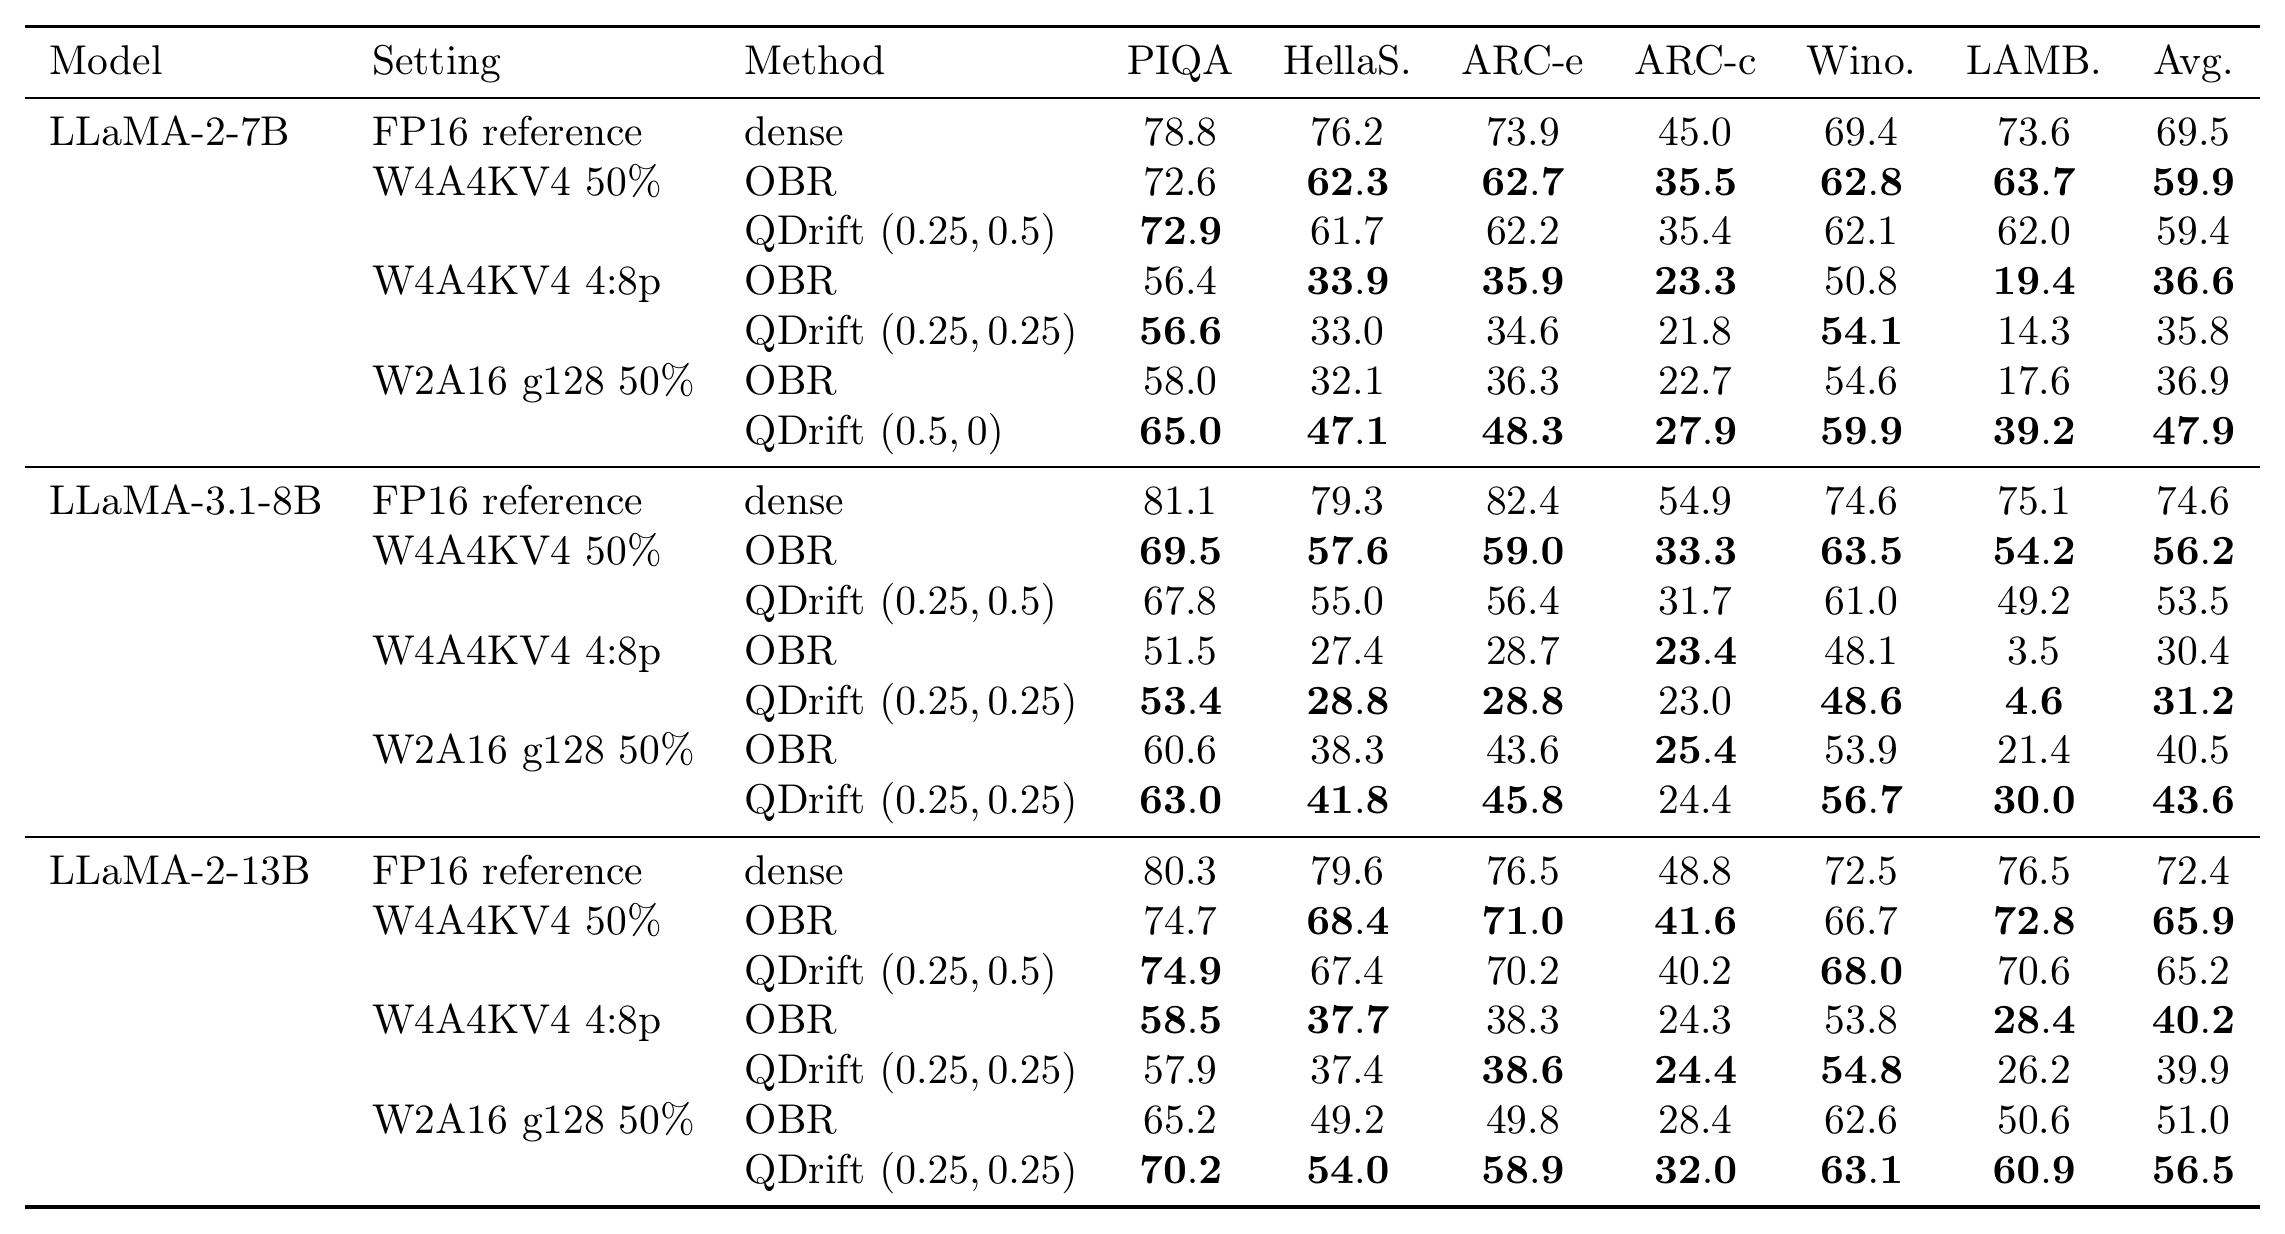 Model Setting Method PIQA HellaS. ARC-e ARC-c Wino. LAMB. Avg.
LLaMA-2-7B FP16 reference dense 78.8 76.2 73.9 45.0 69.4 73.6 69.5
W4A4KV4 50% OBR 72.6 62.3 62.7 35.5 62.8 63.7 59.9
QDrift (0.25, 0.5) 72.9 61.7 62.2 35.4 62.1 62.0 59.4
W4A4KV4 4:8p OBR 56.4 33.9 35.9 23.3 50.8 19.4 36.6
QDrift (0.25, 0.25) 56.6 33.0 34.6 21.8 54.1 14.3 35.8
W2A16 g128 50% OBR 58.0 32.1 36.3 22.7 54.6 17.6 36.9
QDrift (0.5, 0) 65.0 47.1 48.3 27.9 59.9 39.2 47.9
LLaMA-3.1-8B FP16 reference dense 81.1 79.3 82.4 54.9 74.6 75.1 74.6
W4A4KV4 50% OBR 69.5 57.6 59.0 33.3 63.5 54.2 56.2
QDrift (0.25, 0.5) 67.8 55.0 56.4 31.7 61.0 49.2 53.5
W4A4KV4 4:8p OBR 51.5 27.4 28.7 23.4 48.1 3.5 30.4
QDrift (0.25, 0.25) 53.4 28.8 28.8 23.0 48.6 4.6 31.2
W2A16 g128 50% OBR 60.6 38.3 43.6 25.4 53.9 21.4 40.5
QDrift (0.25, 0.25) 63.0 41.8 45.8 24.4 56.7 30.0 43.6
LLaMA-2-13B FP16 reference dense 80.3 79.6 76.5 48.8 72.5 76.5 72.4
W4A4KV4 50% OBR 74.7 68.4 71.0 41.6 66.7 72.8 65.9
QDrift (0.25, 0.5) 74.9 67.4 70.2 40.2 68.0 70.6 65.2
W4A4KV4 4:8p OBR 58.5 37.7 38.3 24.3 53.8 28.4 40.2
QDrift (0.25, 0.25) 57.9 37.4 38.6 24.4 54.8 26.2 39.9
W2A16 g128 50% OBR 65.2 49.2 49.8 28.4 62.6 50.6 51.0
QDrift (0.25, 0.25) 70.2 54.0 58.9 32.0 63.1 60.9 56.5